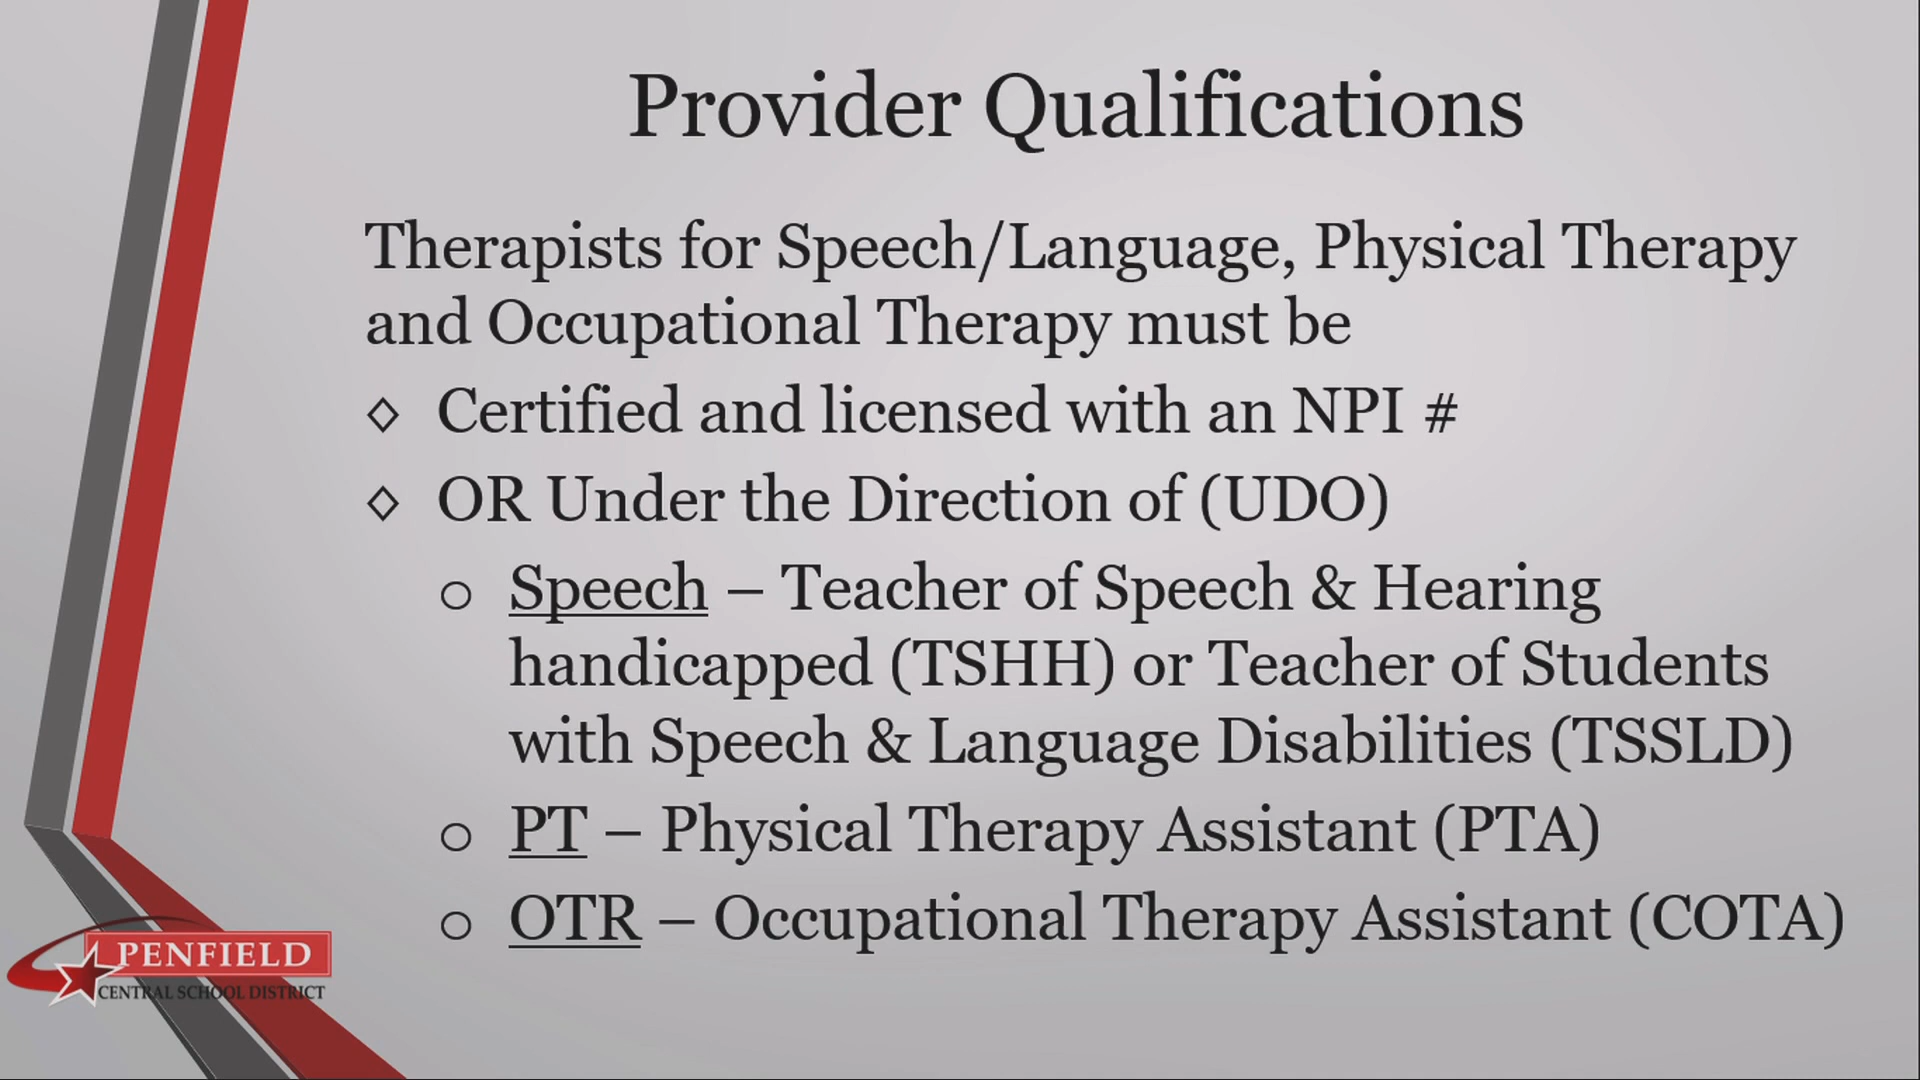 Provider Qualifications
Therapists for Speech/Language, Physical Therapy
and Occupational Therapy must be
◊ Certified and licensed with an NPI #
◊ OR Under the Direction of (UDO)
○ Speech – Teacher of Speech & Hearing
handicapped (TSHH) or Teacher of Students
with Speech & Language Disabilities (TSSLD)
○ PT – Physical Therapy Assistant (PTA)
○ OTR – Occupational Therapy Assistant (COTA)
PENFIELD
CENTRAL SCHOOL DISTRICT